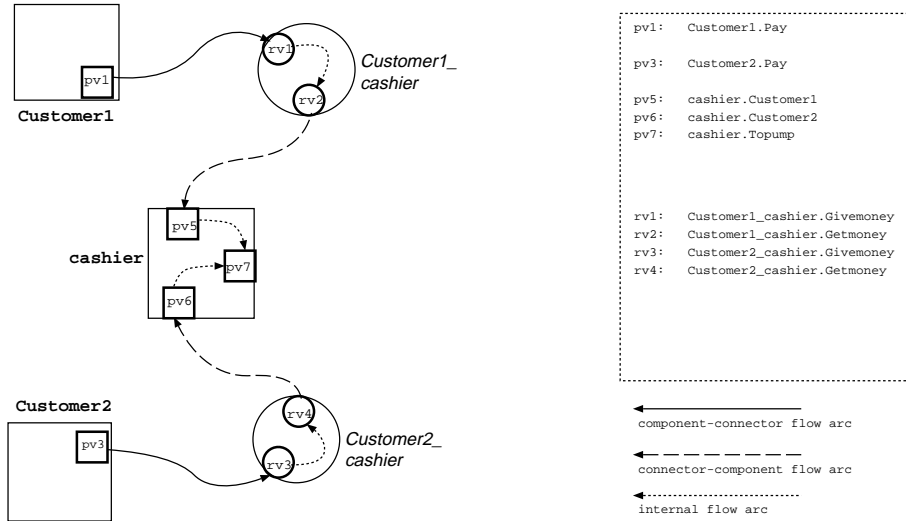 pv1
Customer1
rv1
rv2
Customer1_
cashier
cashier
pv5
pv7
pv6
Customer2
pv3
rv4
rv3
Customer2_
cashier
pv1: Customer1.Pay
pv3: Customer2.Pay
pv5: cashier.Customer1
pv6: cashier.Customer2
pv7: cashier.Topump
rv1: Customer1_cashier.Givemoney
rv2: Customer1_cashier.Getmoney
rv3: Customer2_cashier.Givemoney
rv4: Customer2_cashier.Getmoney
component-connector flow arc
connector-component flow arc
internal flow arc